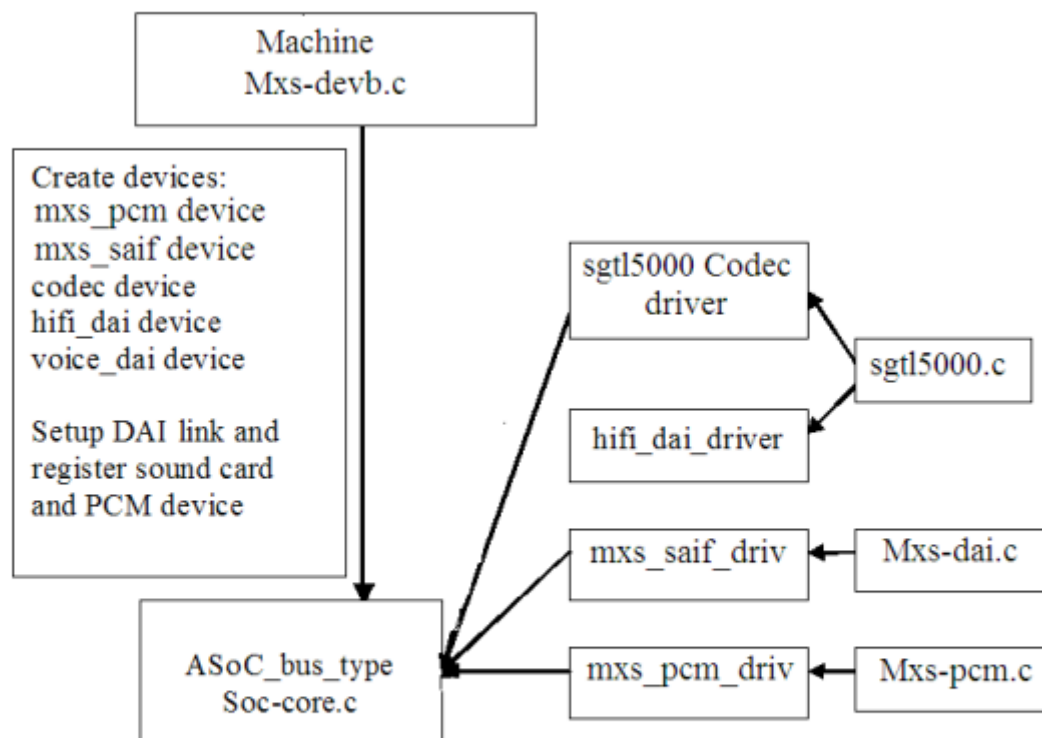 Machine
Mxs-devb.c
Create devices:
mxs_pcm device
mxs_saif device
codec device
hifi_dai device
voice_dai device
Setup DAI link and
register sound card
and PCM device
sgtl5000 Codec
driver
sgtl5000.c
hifi_dai_driver
mxs_saif_driv
Mxs-dai.c
ASoC_bus_type
Soc-core.c
mxs_pcm_driv
Mxs-pcm.c